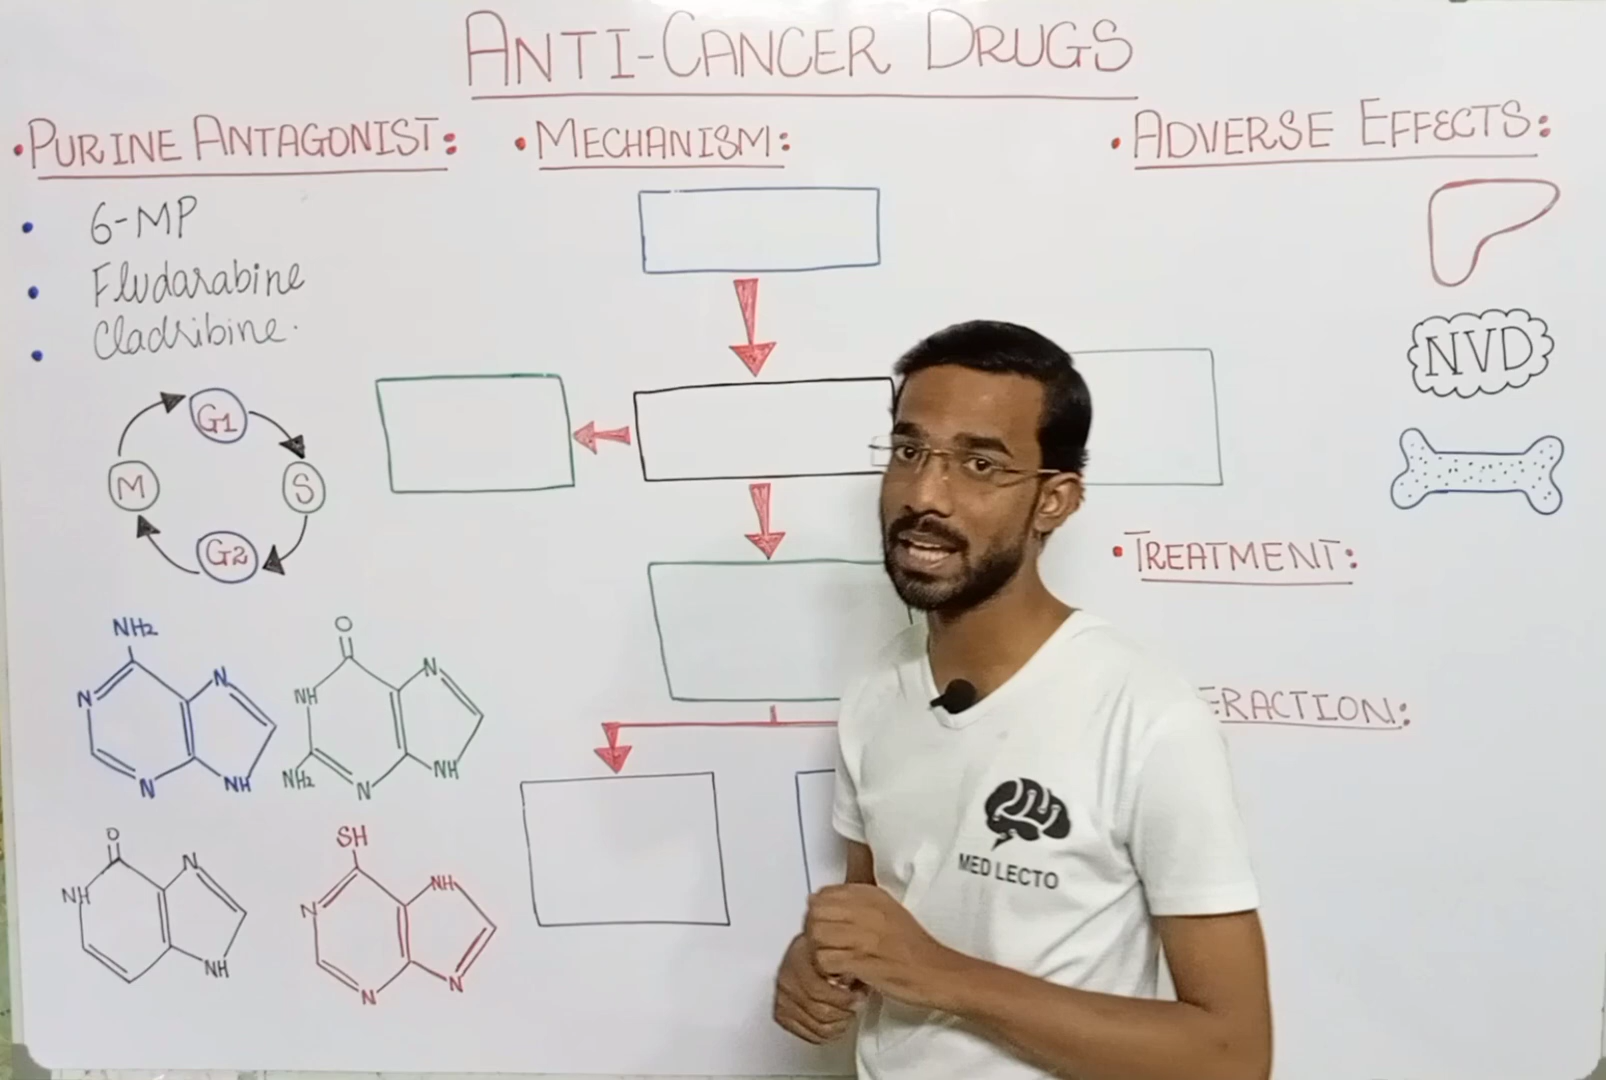 ANTI-CANCER DRUGS
• PURINE ANTAGONIST:
• 6-MP
• Fludarabine
• Cladribine.
G1
S
G2
M
NH2
N
N
N
NH
O
NH
N
NH2
N
NH
O
NH
N
NH
SH
N
NH
N
N
• MECHANISM:
• ADVERSE EFFECTS:
NVD
• TREATMENT:
ERACTION:
MED LECTO